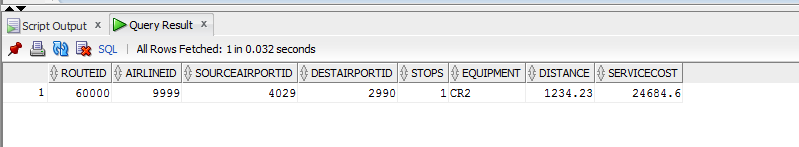 Script Output x Query Result x
SQL | All Rows Fetched: 1 in 0.032 seconds
ROUTEID AIRLINEID SOURCEAIRPORTID DESTAIRPORTID STOPS EQUIPMENT DISTANCE SERVICECOST
1 60000 9999 4029 2990 1 CR2 1234.23 24684.6